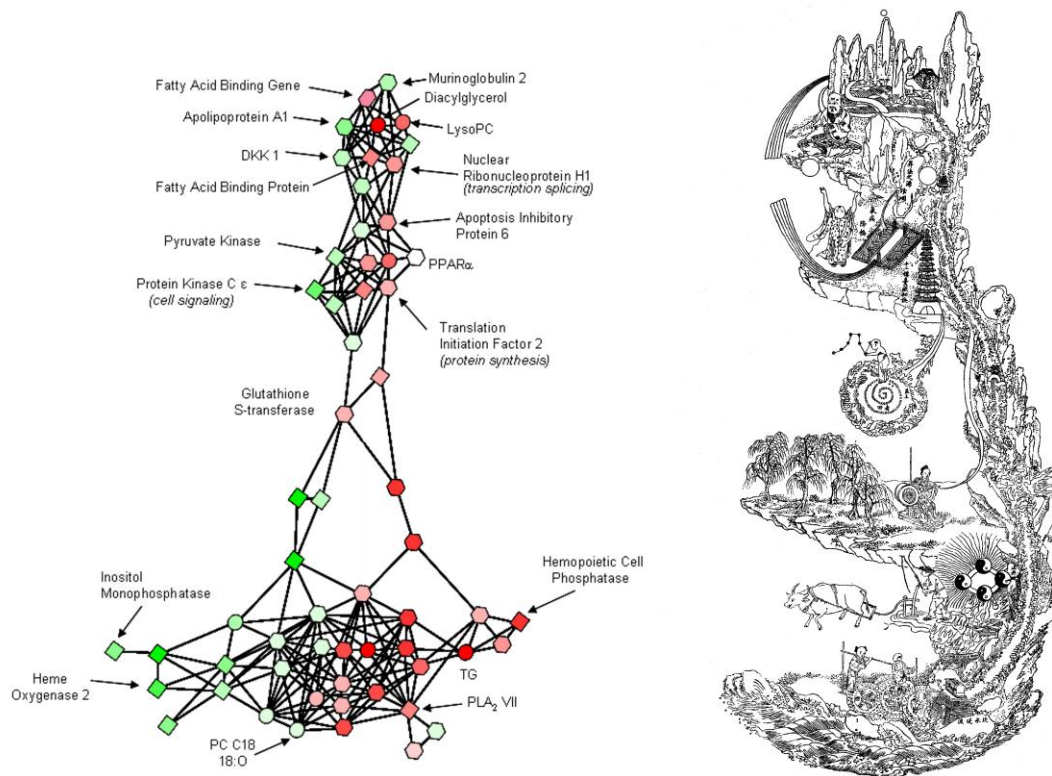 Murinoglobulin 2
Fatty Acid Binding Gene
Diacylglycerol
Apolipoprotein A1
LysoPC
DKK 1
Nuclear
Ribonucleoprotein H1
(transcription splicing)
Fatty Acid Binding Protein
Apoptosis Inhibitory
Protein 6
Pyruvate Kinase
PPARα
Protein Kinase C ε
(cell signaling)
Translation
Initiation Factor 2
(protein synthesis)
Glutathione
S-transferase
Hemopoietic Cell
Phosphatase
Inositol
Monophosphatase
TG
Heme
Oxygenase 2
PLA₂ VII
PC C18
18:O